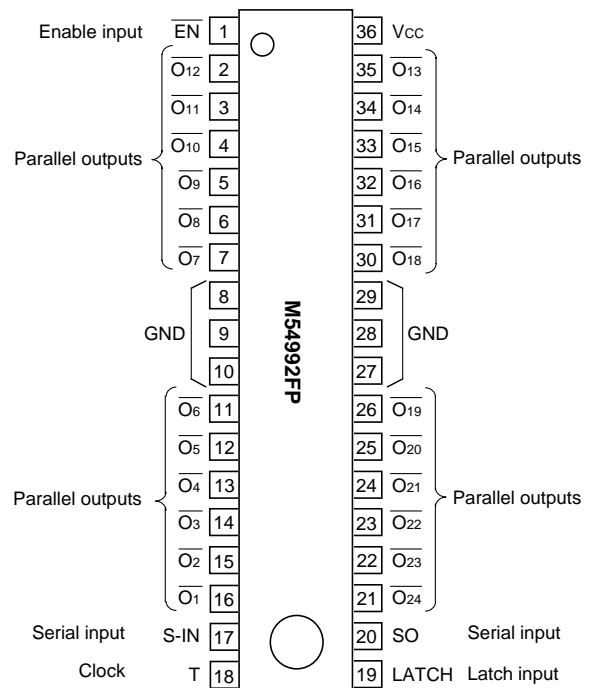 Enable input EN 1 36 Vcc
O12 2 35 O13
O11 3 34 O14
O10 4 33 O15
Parallel outputs Parallel outputs
O9 5 32 O16
O8 6 31 O17
O7 7 30 O18
8 29
GND 9 28 GND
10 27
M54992FP
O6 11 26 O19
O5 12 25 O20
O4 13 24 O21
Parallel outputs Parallel outputs
O3 14 23 O22
O2 15 22 O23
O1 16 21 O24
Serial input S-IN 17 20 SO Serial input
Clock T 18 19 LATCH Latch input